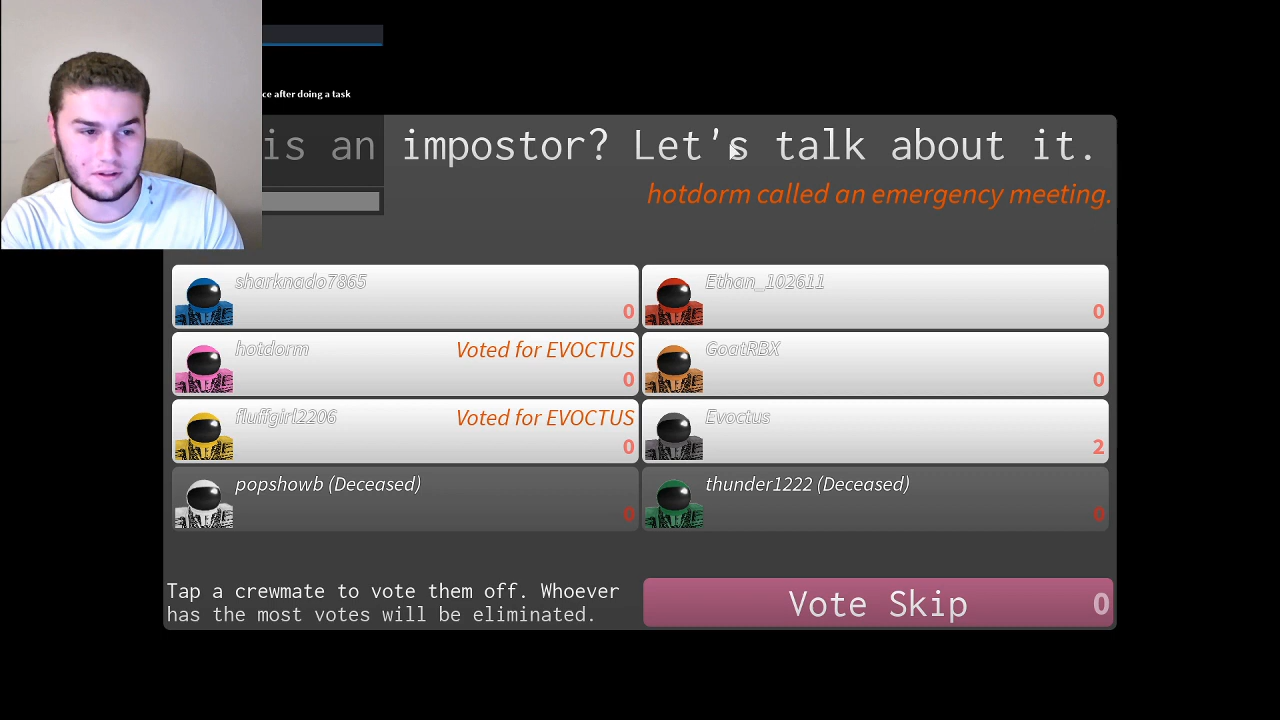 ce after doing a task
is an impostor? Let's talk about it.
hotdorm called an emergency meeting.
sharknado7865
0
Ethan_102611
0
hotdorm
Voted for EVOCTUS
0
GoatRBX
0
fluffgirl2206
Voted for EVOCTUS
0
Evoctus
2
popshowb (Deceased)
0
thunder1222 (Deceased)
0
Tap a crewmate to vote them off. Whoever
has the most votes will be eliminated.
Vote Skip
0